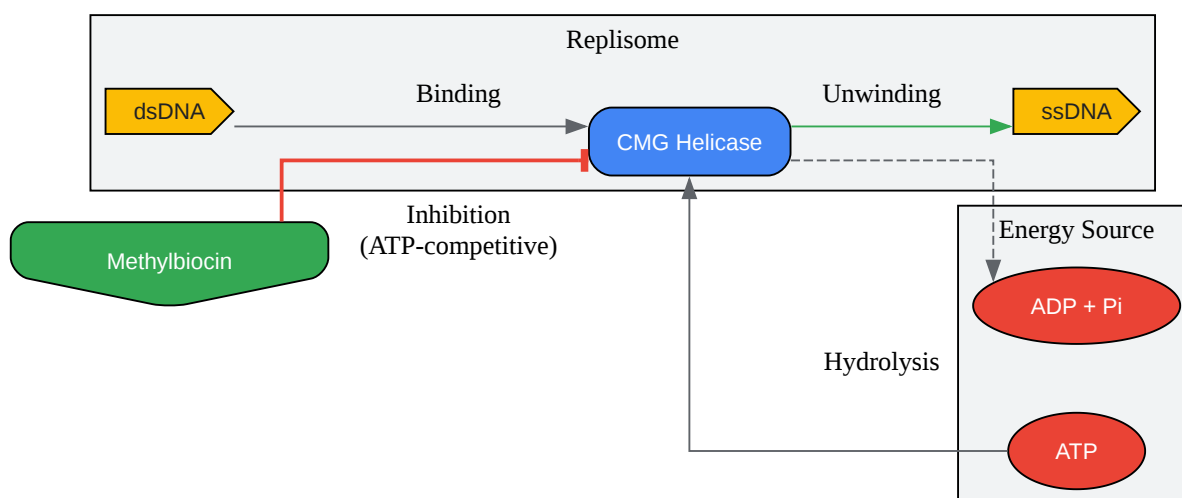 Replisome
dsDNA
Binding
CMG Helicase
Unwinding
ssDNA
Inhibition
(ATP-competitive)
Methylbiocin
Energy Source
ADP + Pi
Hydrolysis
ATP